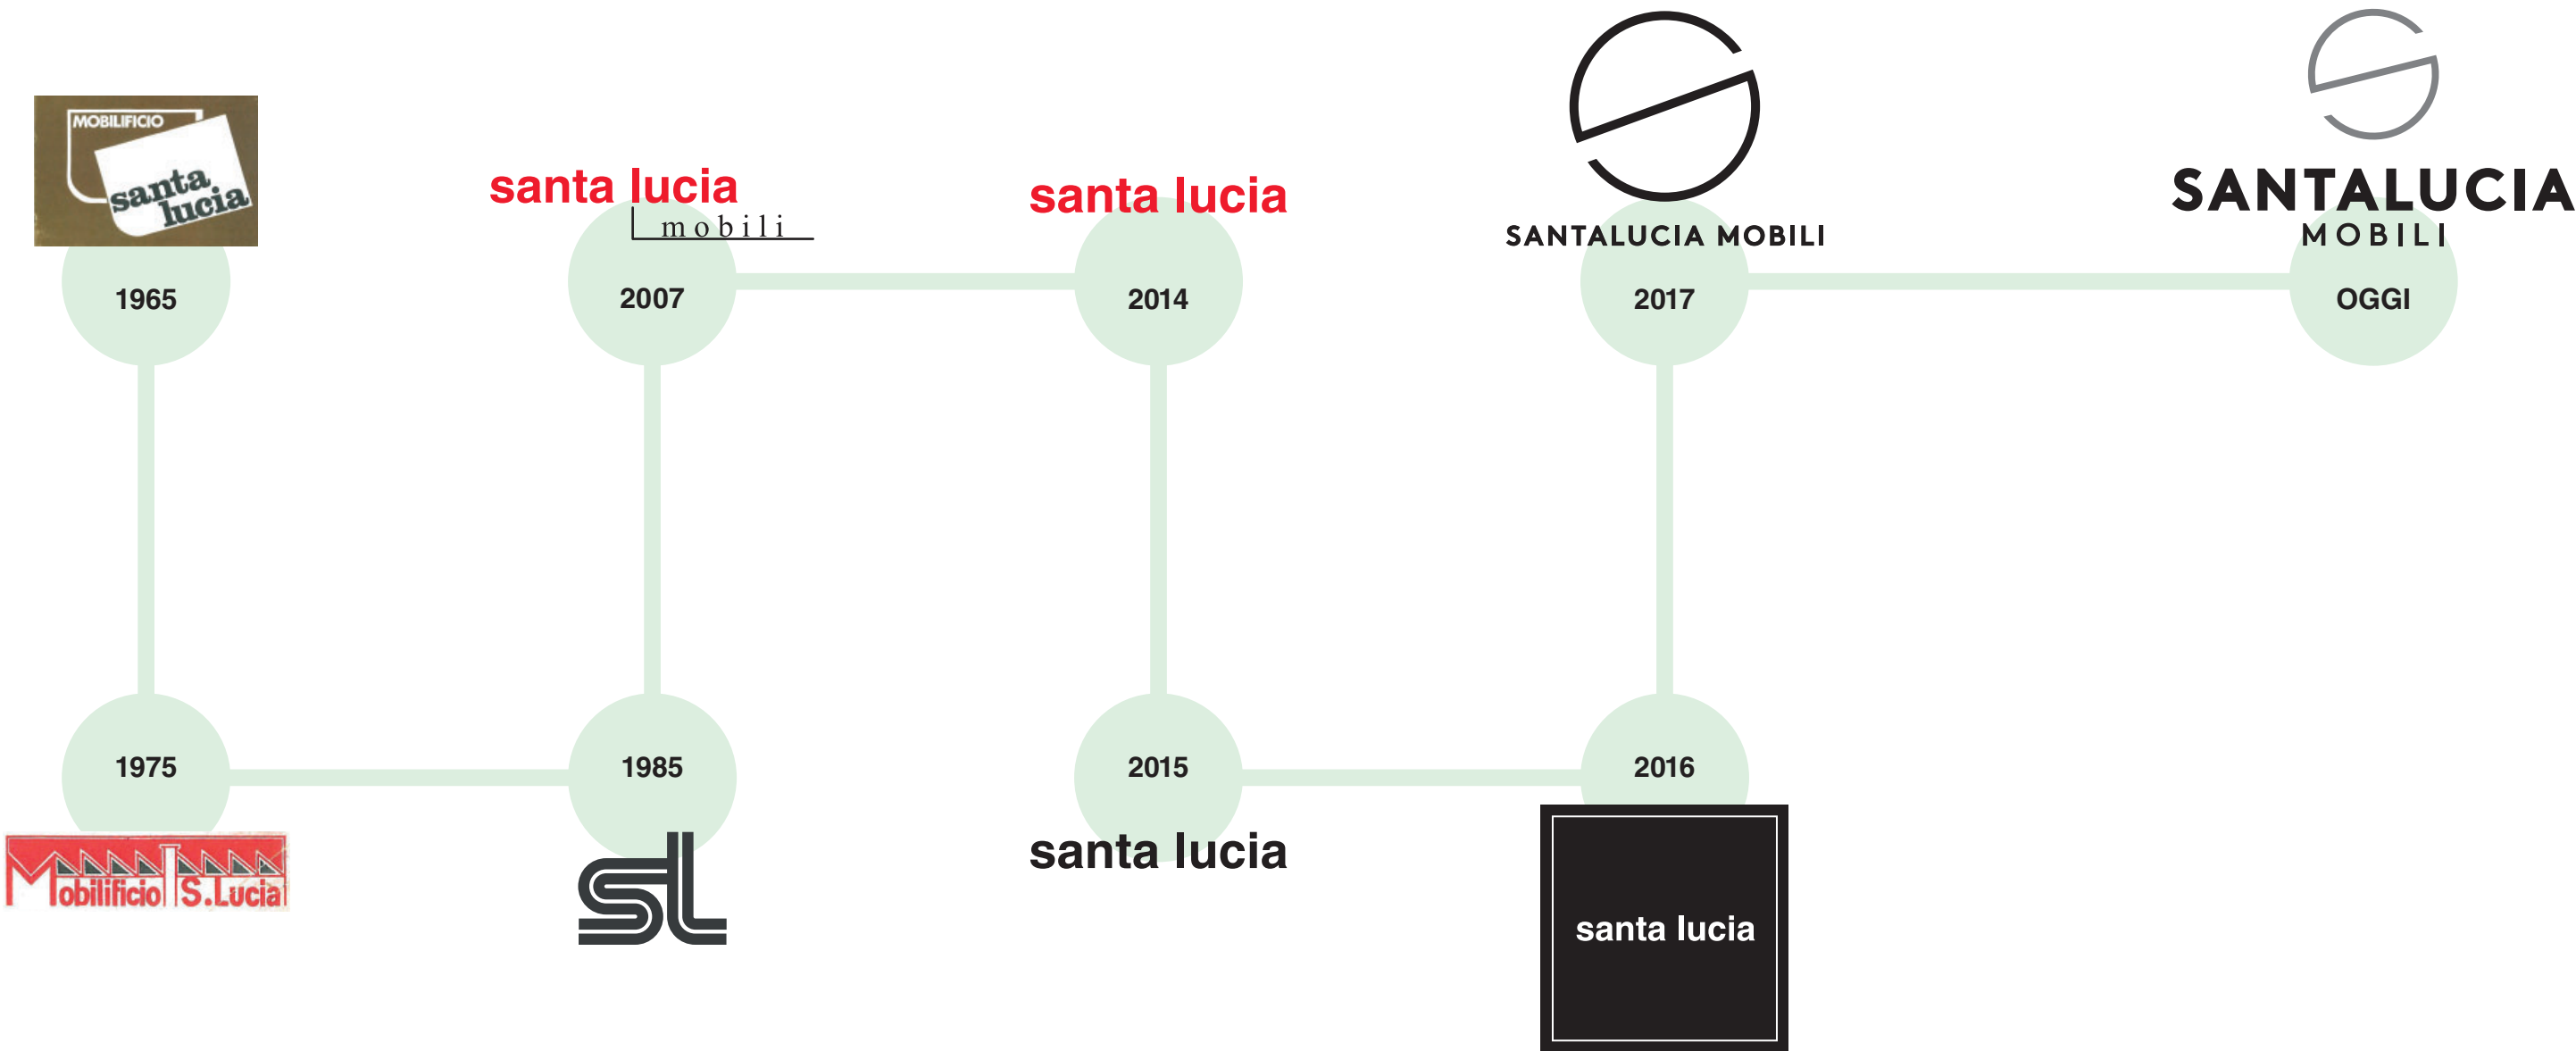 MOBILIFICIO
santa
lucia
1965
1975
Mobilificio S.Lucia
1985
sl
santa lucia
mobili
2007
santa lucia
2014
2015
santa lucia
2016
santa lucia
SANTALUCIA MOBILI
2017
SANTALUCIA
MOBILI
OGGI